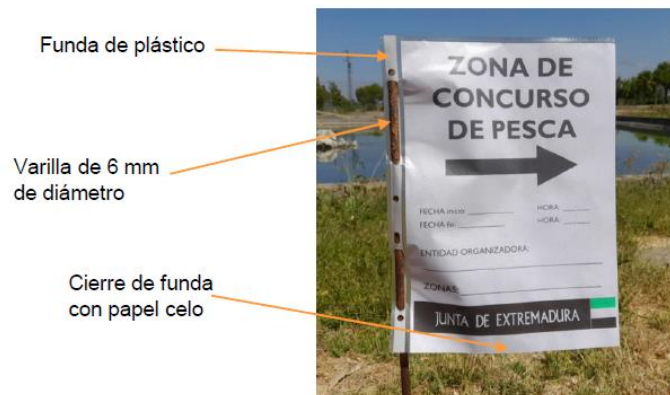 Funda de plástico
Varilla de 6 mm
de diámetro
Cierre de funda
con papel celo
ZONA DE
CONCURSO
DE PESCA
FECHA inicio: HORA:
FECHA fin: HORA:
ENTIDAD ORGANIZADORA:
ZONAS:
JUNTA DE EXTREMADURA